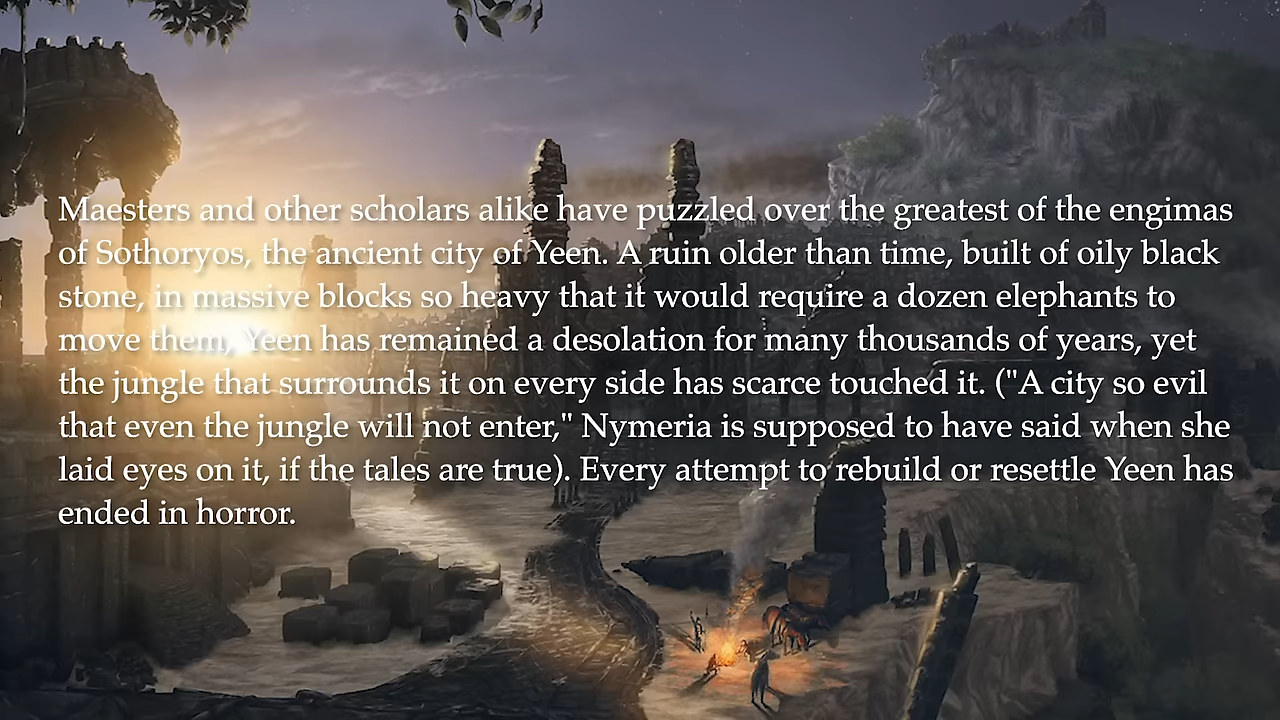 Maesters and other scholars alike have puzzled over the greatest of the engimas
of Sothoryos, the ancient city of Yeen. A ruin older than time, built of oily black
stone, in massive blocks so heavy that it would require a dozen elephants to
move them, Yeen has remained a desolation for many thousands of years, yet
the jungle that surrounds it on every side has scarce touched it. ("A city so evil
that even the jungle will not enter," Nymeria is supposed to have said when she
laid eyes on it, if the tales are true). Every attempt to rebuild or resettle Yeen has
ended in horror.